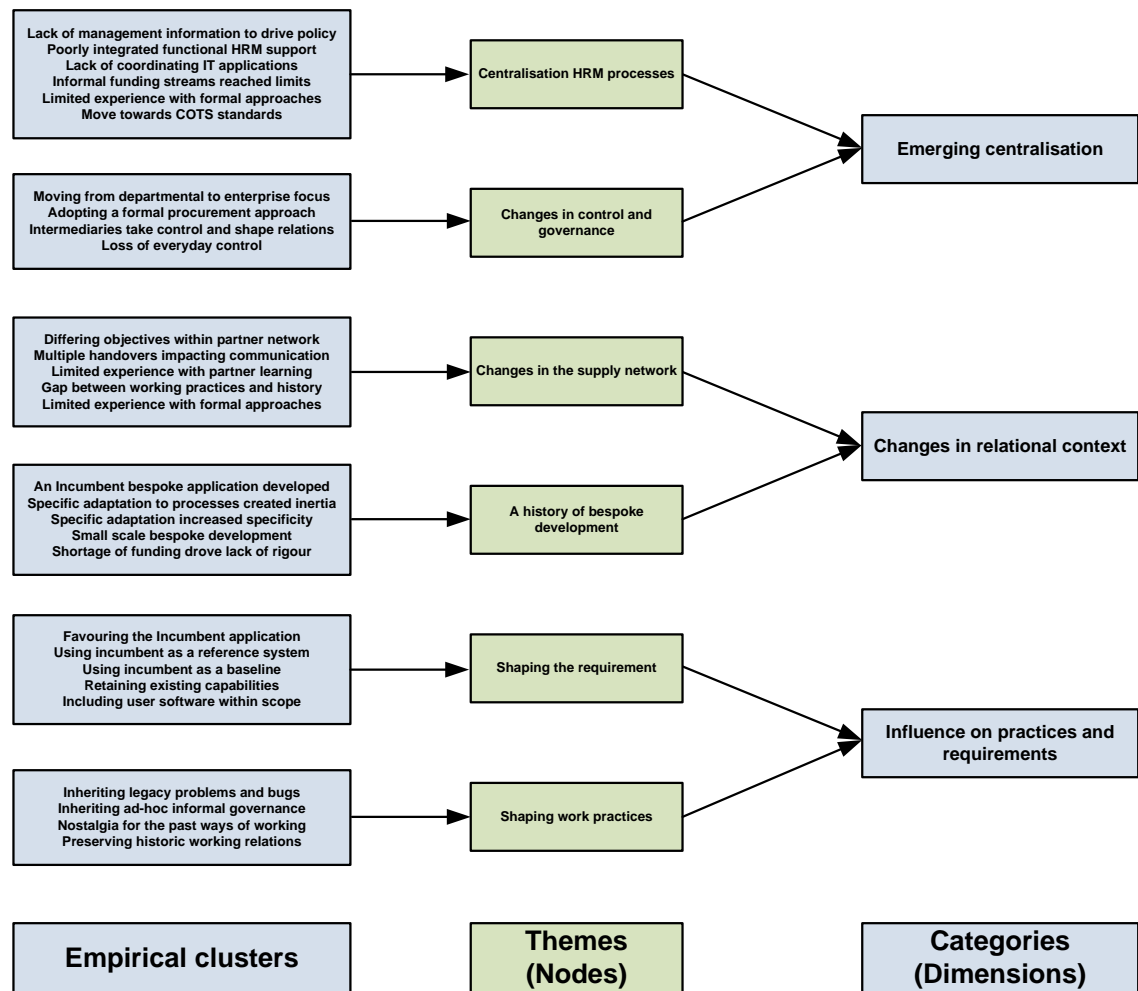 Lack of management information to drive policy
Poorly integrated functional HRM support
Lack of coordinating IT applications
Informal funding streams reached limits
Limited experience with formal approaches
Move towards COTS standards
Centralisation HRM processes
Emerging centralisation
Moving from departmental to enterprise focus
Adopting a formal procurement approach
Intermediaries take control and shape relations
Loss of everyday control
Changes in control and
governance
Differing objectives within partner network
Multiple handovers impacting communication
Limited experience with partner learning
Gap between working practices and history
Limited experience with formal approaches
Changes in the supply network
Changes in relational context
An Incumbent bespoke application developed
Specific adaptation to processes created inertia
Specific adaptation increased specificity
Small scale bespoke development
Shortage of funding drove lack of rigour
A history of bespoke
development
Favouring the Incumbent application
Using incumbent as a reference system
Using incumbent as a baseline
Retaining existing capabilities
Including user software within scope
Shaping the requirement
Influence on practices and
requirements
Inheriting legacy problems and bugs
Inheriting ad-hoc informal governance
Nostalgia for the past ways of working
Preserving historic working relations
Shaping work practices
Empirical clusters
Themes
(Nodes)
Categories
(Dimensions)